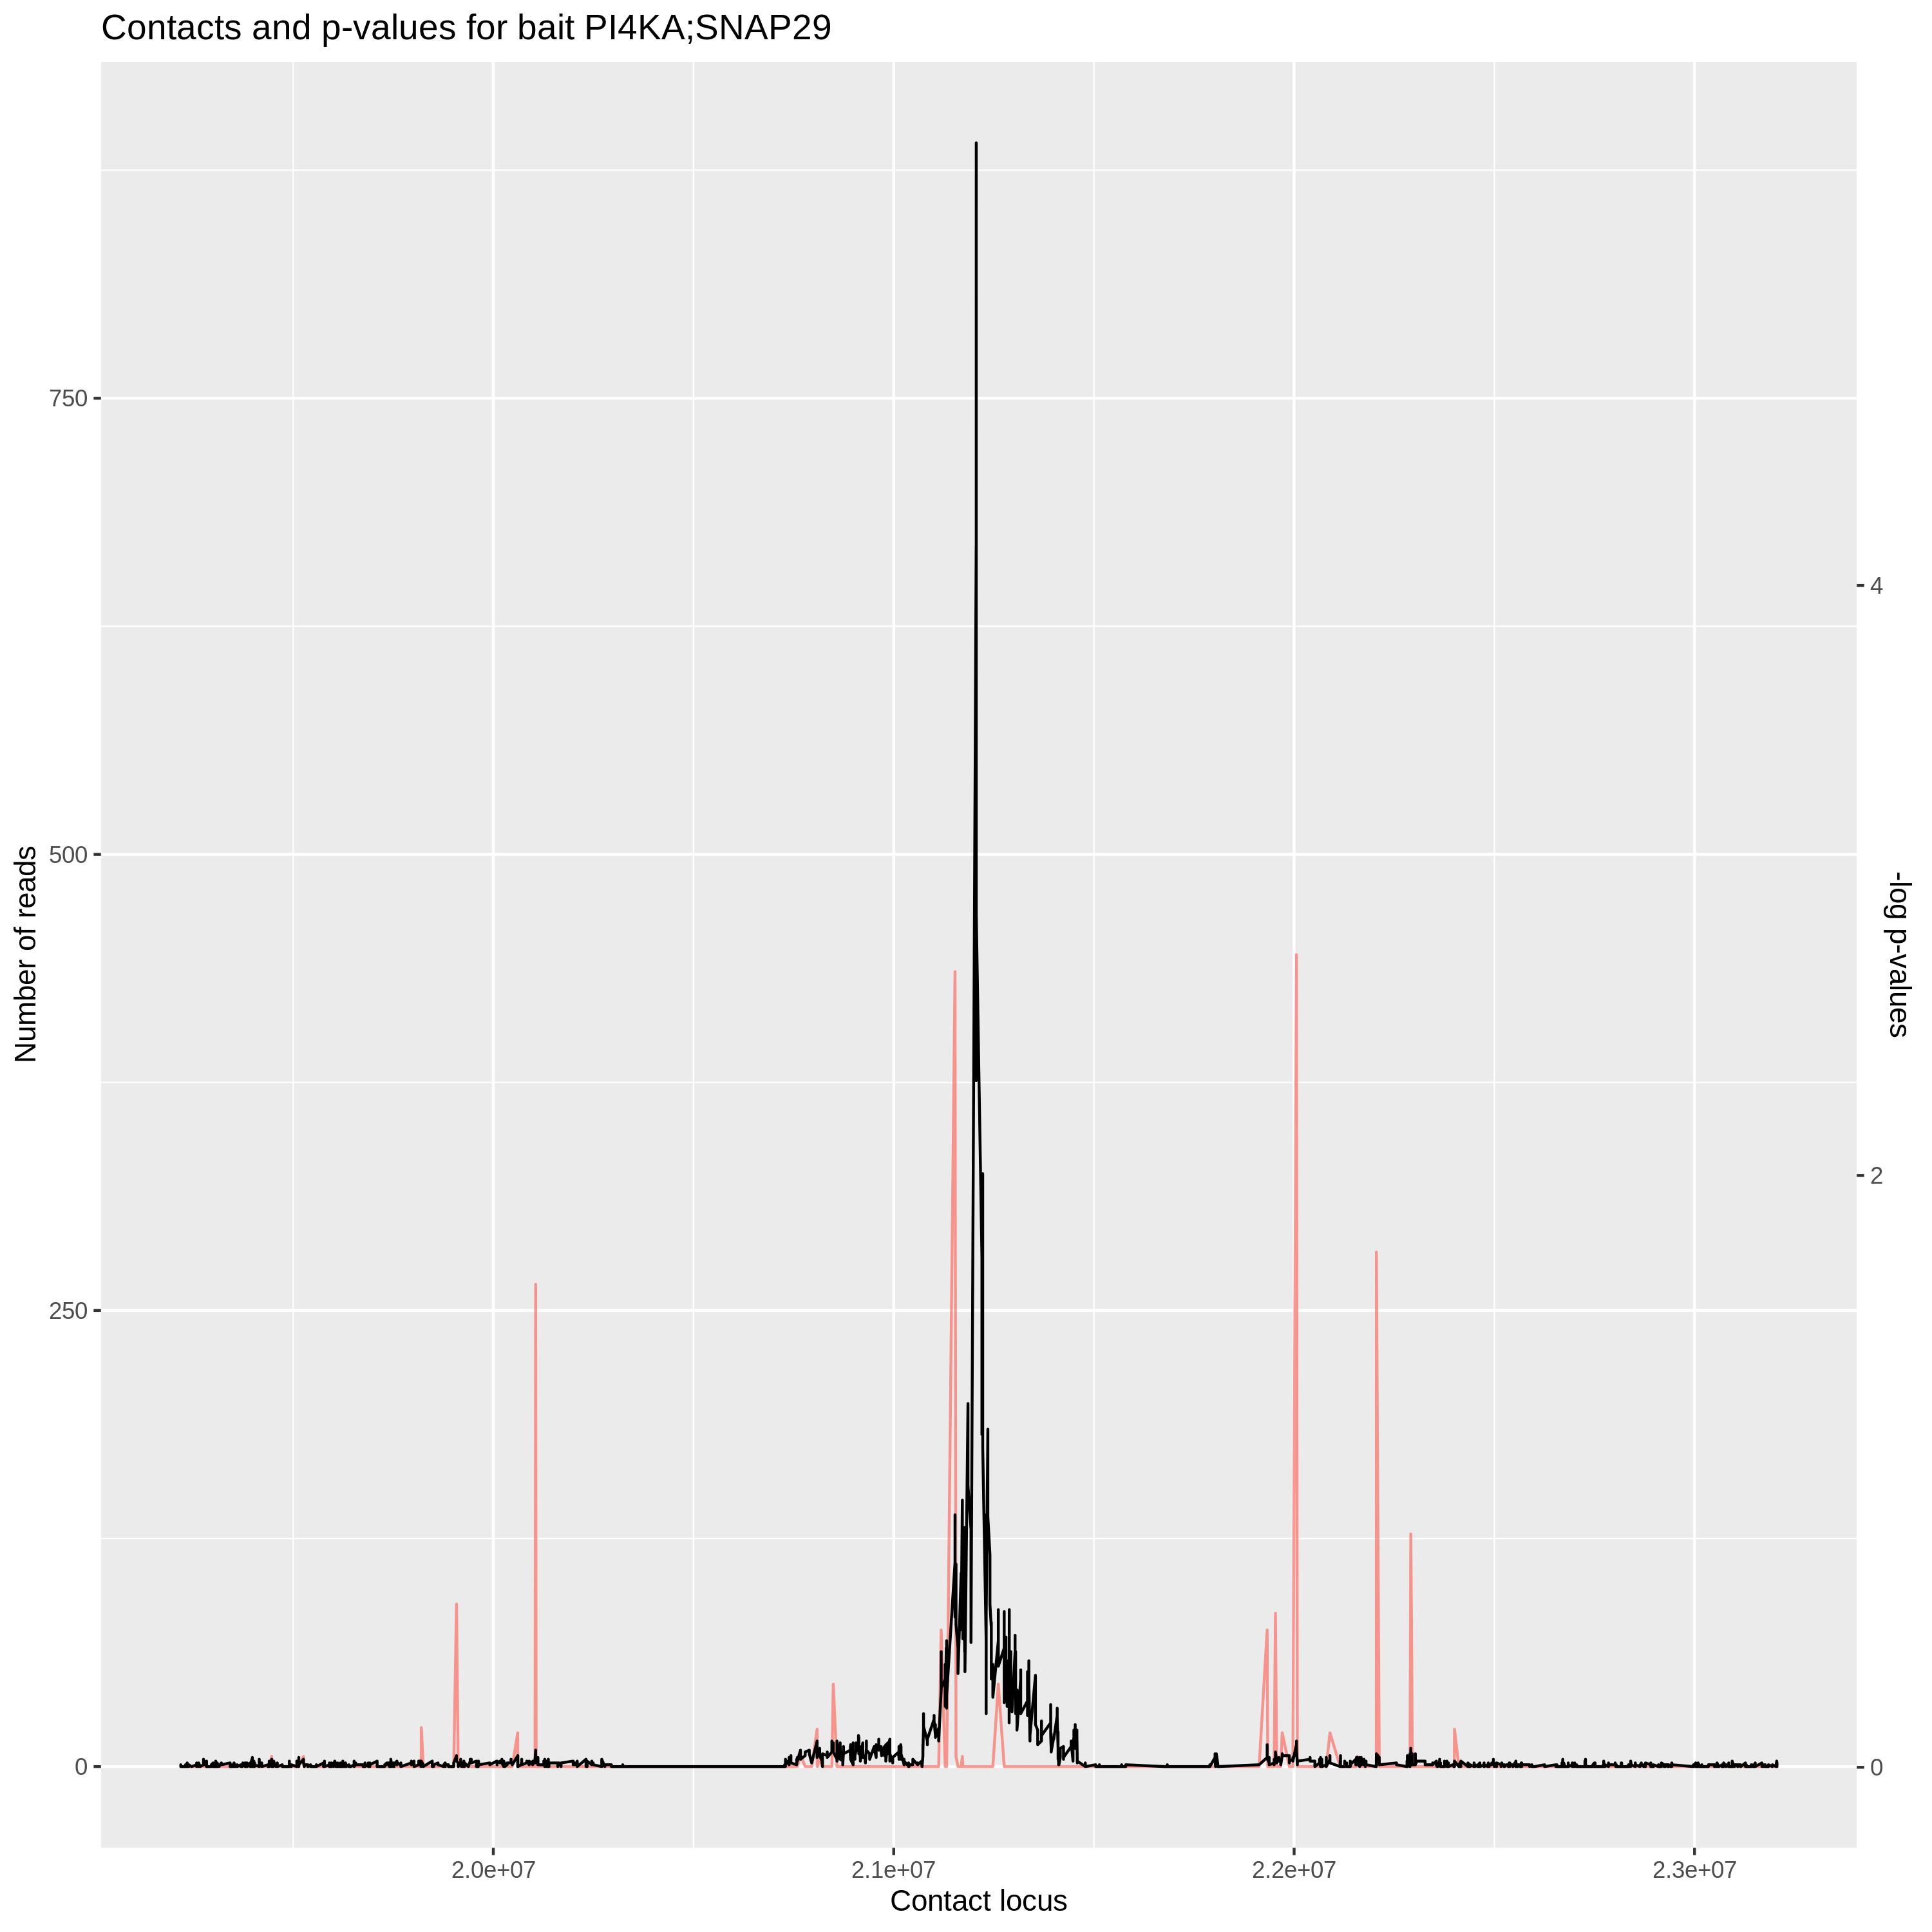 Contacts and p-values for bait PI4KA;SNAP29
Number of reads
750
500
250
0
4
2
0
-log p-values
2.0e+07
2.1e+07
2.2e+07
2.3e+07
Contact locus